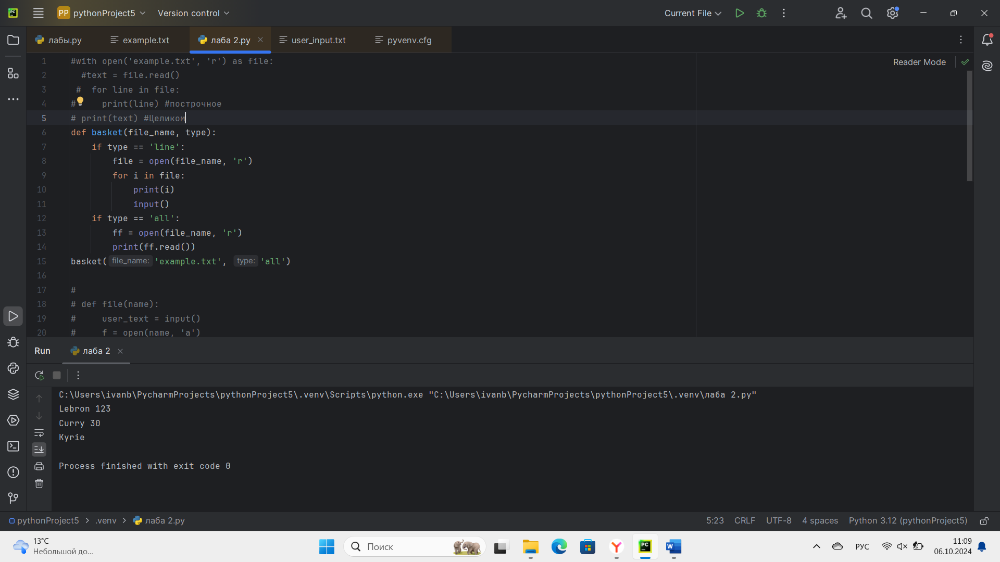 PP pythonProject5 Version control Current File
лабы.py example.txt лаба 2.py user_input.txt pyvenv.cfg
Reader Mode
1 #with open('example.txt', 'r') as file:
2 #text = file.read()
3 # for line in file:
4 # print(line) #построчное
5 # print(text) #Целиком
6 def basket(file_name, type):
7 if type == 'line':
8 file = open(file_name, 'r')
9 for i in file:
10 print(i)
11 input()
12 if type == 'all':
13 ff = open(file_name, 'r')
14 print(ff.read())
15 basket( file_name: 'example.txt', type: 'all')
16
17 #
18 # def file(name):
19 # user_text = input()
20 # f = open(name, 'a')
Run лаба 2
C:\Users\ivanb\PycharmProjects\pythonProject5\.venv\Scripts\python.exe "C:\Users\ivanb\PycharmProjects\pythonProject5\.venv\лаба 2.py"
Lebron 123
Curry 30
Kyrie
Process finished with exit code 0
pythonProject5 > .venv > лаба 2.py 5:23 CRLF UTF-8 4 spaces Python 3.12 (pythonProject5)
13°C
Небольшой до...
Поиск
РУС
11:09
06.10.2024